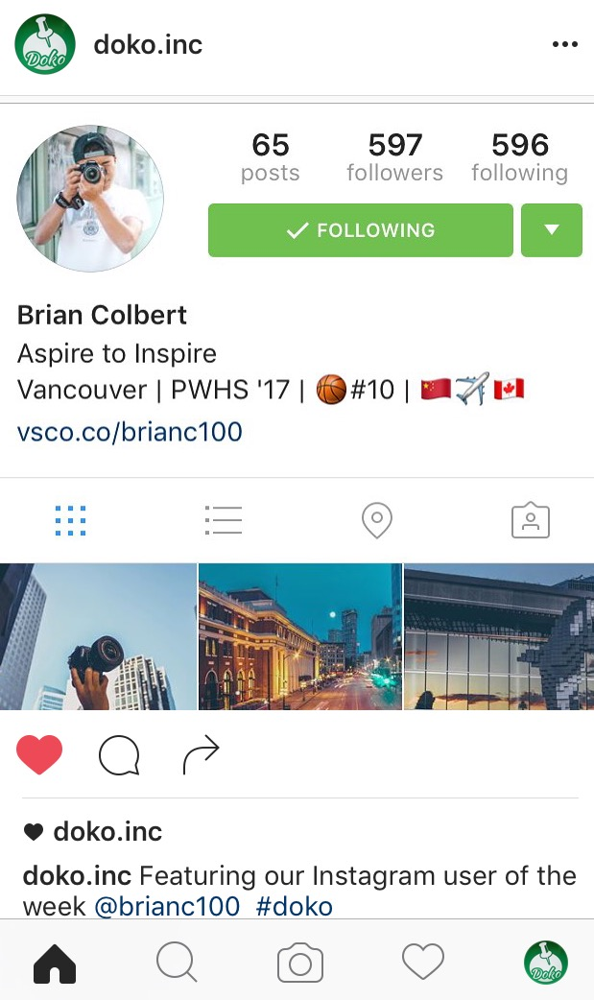 Doko
doko.inc
65 597 596
posts followers following
FOLLOWING
Brian Colbert
Aspire to Inspire
Vancouver | PWHS '17 | 🏀#10 | 🇨🇳✈️🇨🇦
vsco.co/brianc100
doko.inc
doko.inc Featuring our Instagram user of the
week @brianc100 #doko
Doko